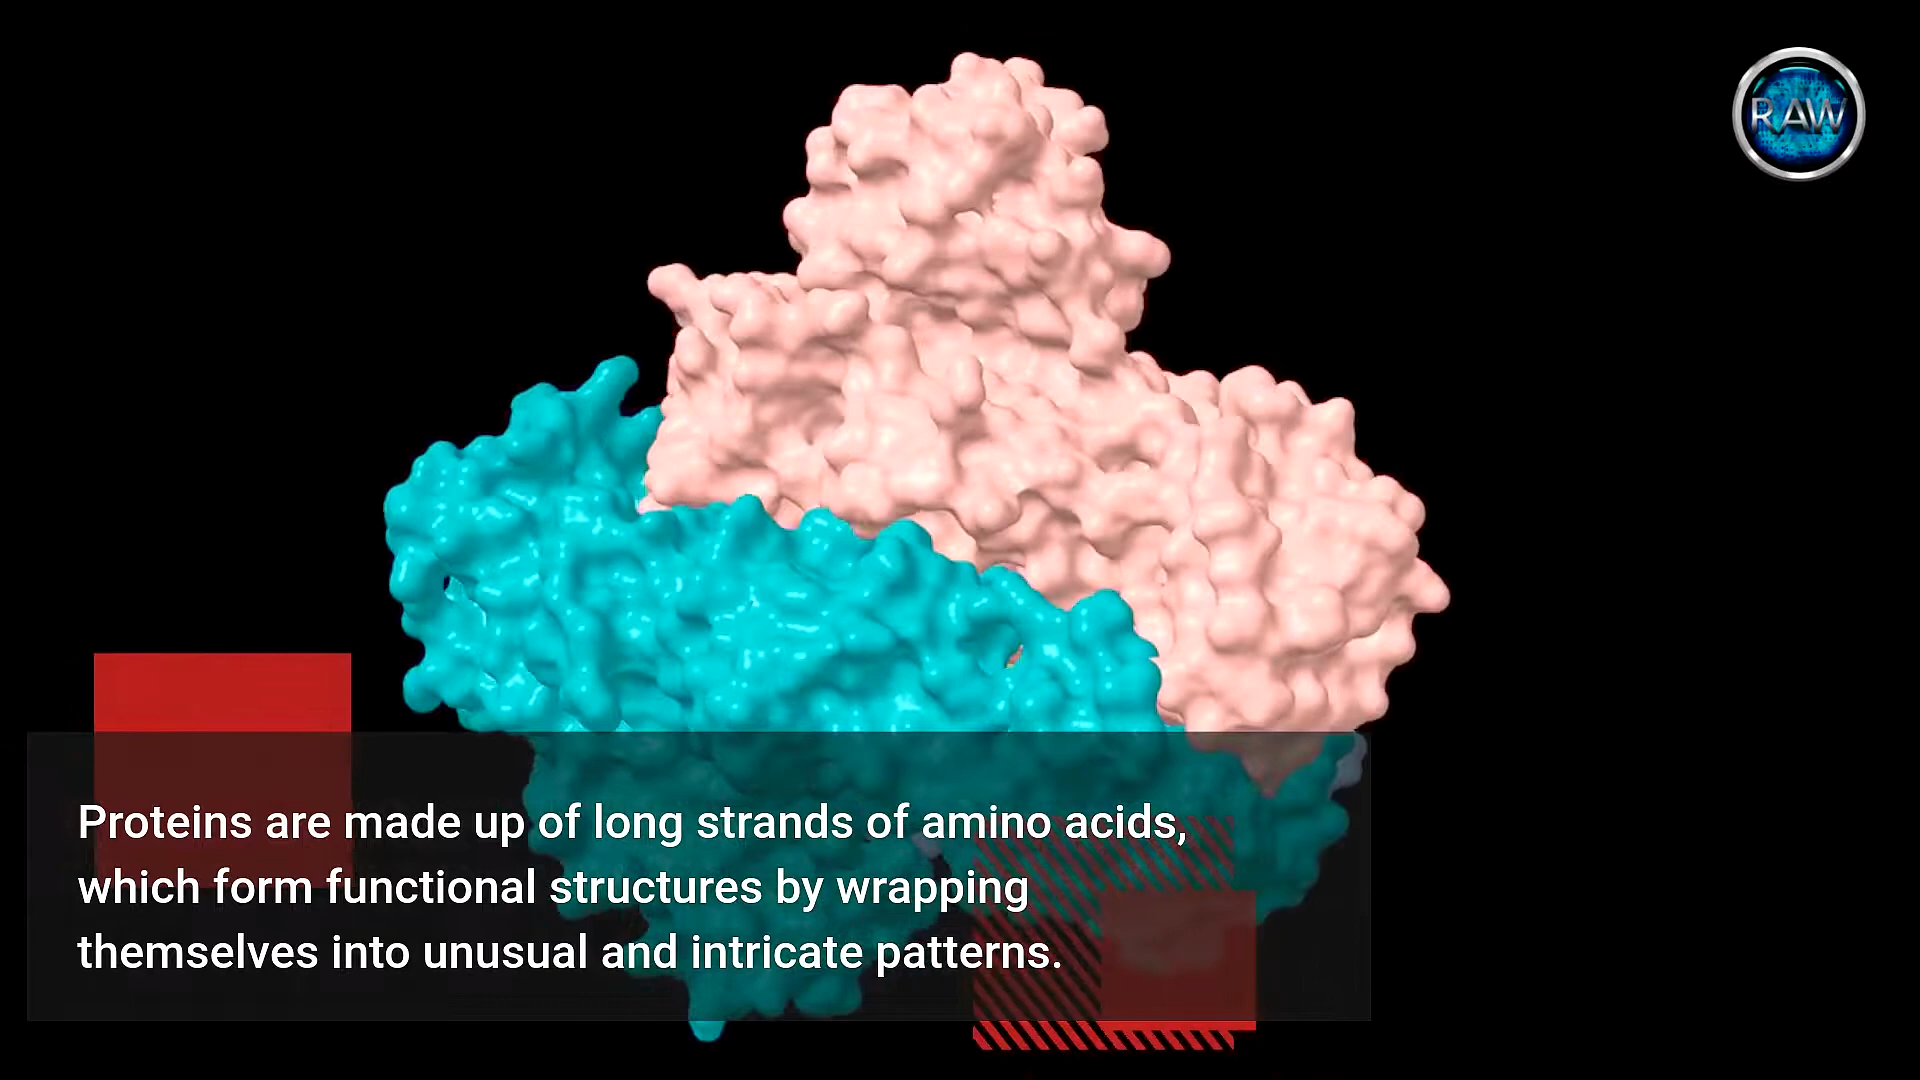 RAW
Proteins are made up of long strands of amino acids,
which form functional structures by wrapping
themselves into unusual and intricate patterns.